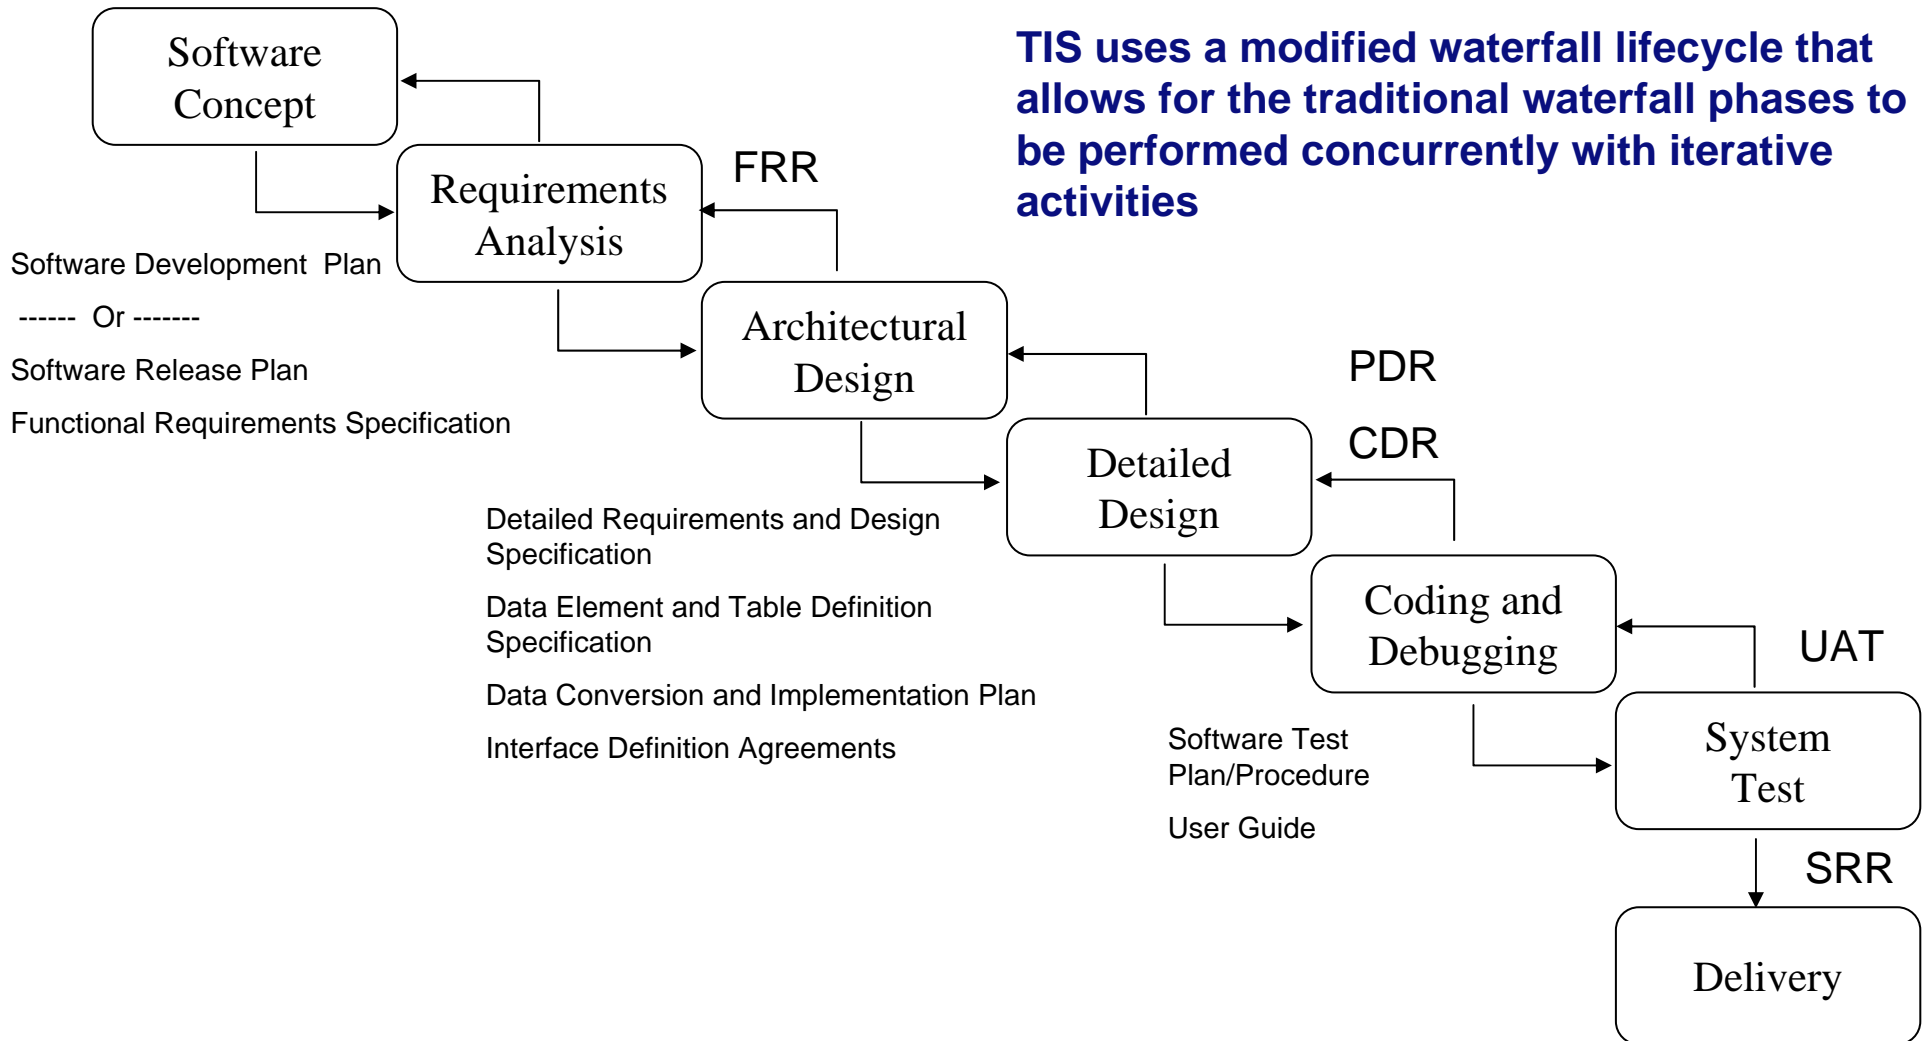 Software
Concept
TIS uses a modified waterfall lifecycle that
allows for the traditional waterfall phases to
be performed concurrently with iterative
activities
Requirements
Analysis
FRR
Software Development  Plan
------  Or -------
Software Release Plan
Functional Requirements Specification
Architectural
Design
PDR
CDR
Detailed
Design
Detailed Requirements and Design
Specification
Data Element and Table Definition
Specification
Data Conversion and Implementation Plan
Interface Definition Agreements
Coding and
Debugging
UAT
Software Test
Plan/Procedure
User Guide
System
Test
SRR
Delivery